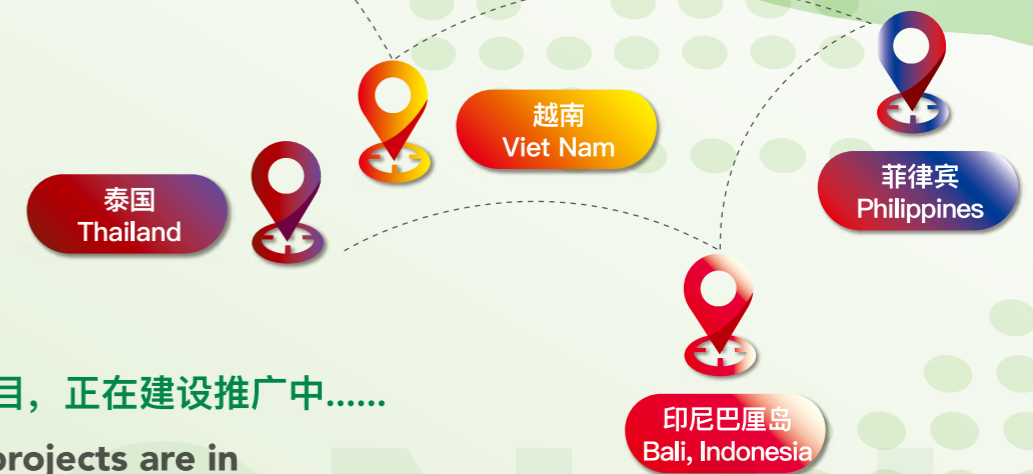 越南
Viet Nam
菲律宾
Philippines
泰国
Thailand
目，正在建设推广中......
projects are in
印尼巴厘岛
Bali, Indonesia